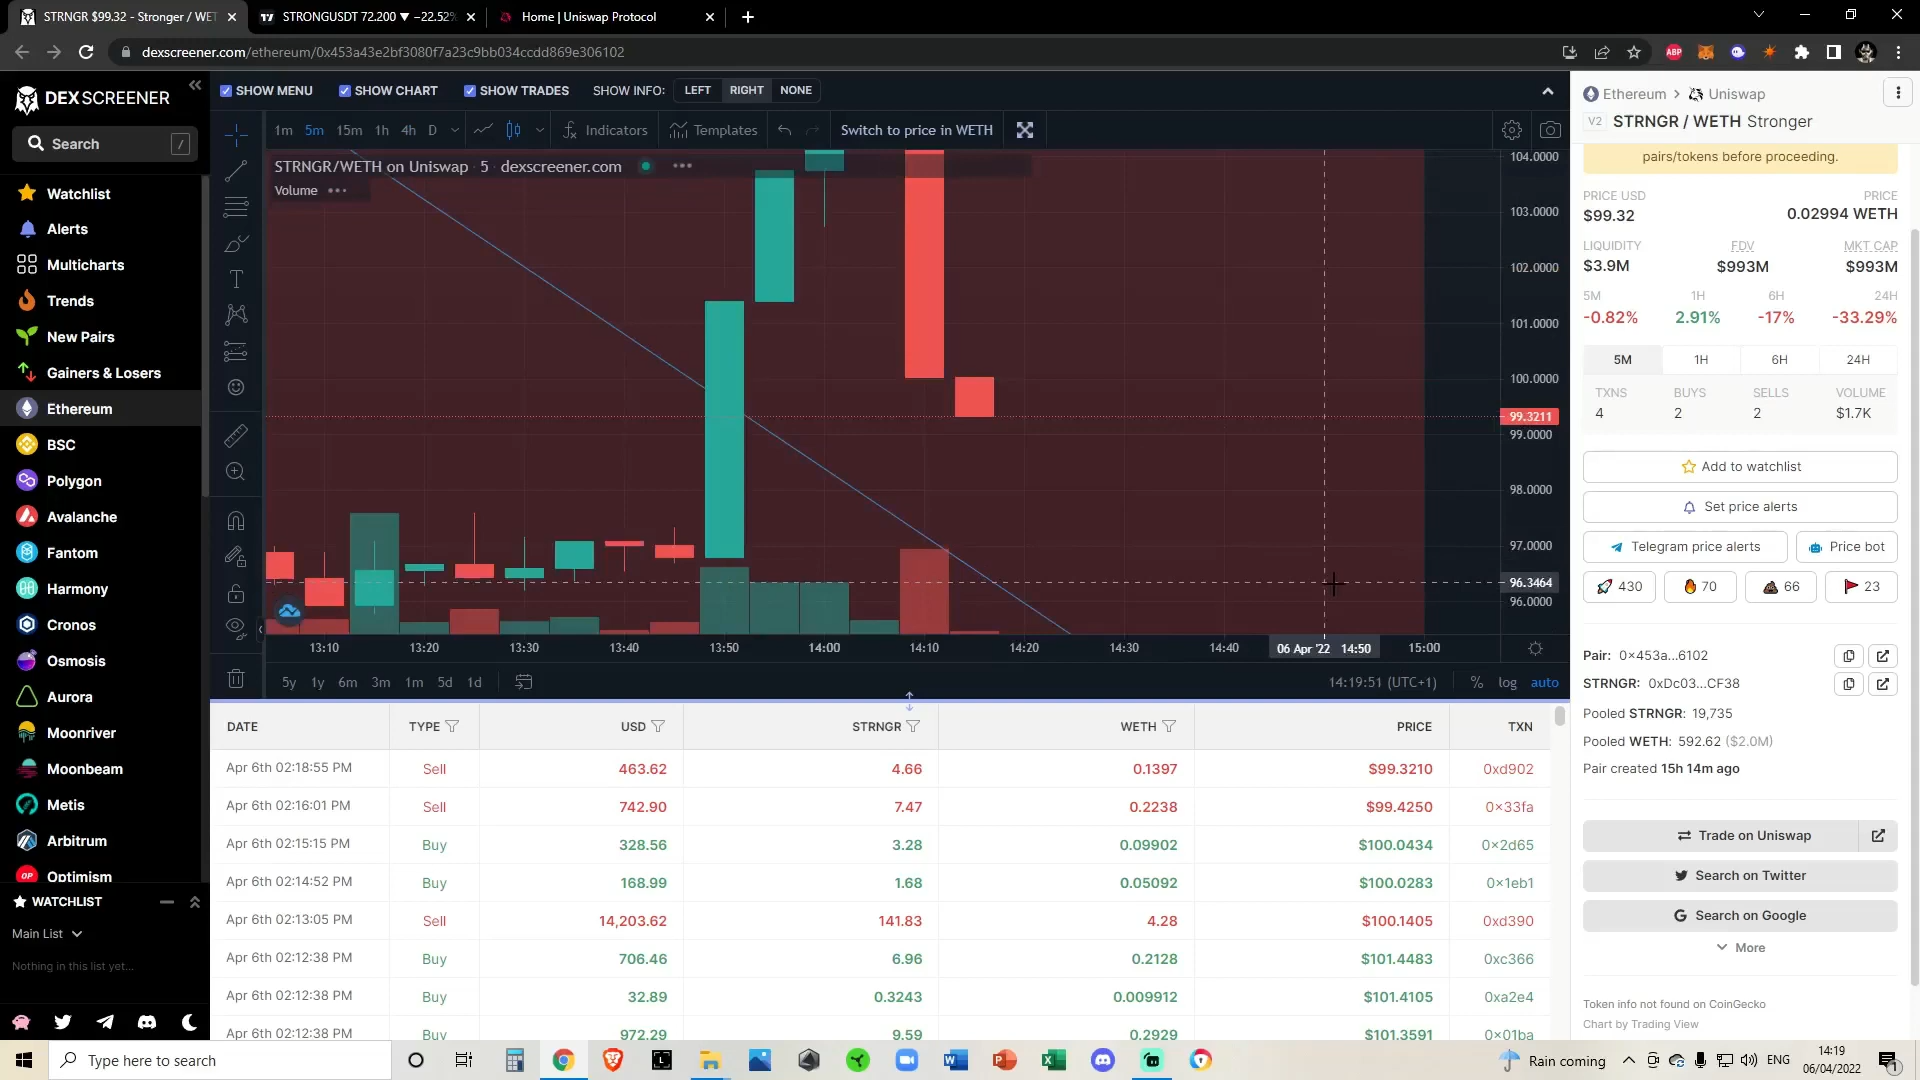 STRNGR $99.32 - Stronger / WET
STRONGUSDT 72.200 ▼ −22.52%
Home | Uniswap Protocol
dexscreener.com/ethereum/0x453a43e2bf3080f7a23c9bb034ccdd869e306102
ABP
DEXSCREENER
Search /
Watchlist
Alerts
Multicharts
Trends
New Pairs
Gainers & Losers
Ethereum
BSC
Polygon
Avalanche
Fantom
Harmony
Cronos
Osmosis
Aurora
Moonriver
Moonbeam
Metis
Arbitrum
OP Optimism
WATCHLIST
Main List
Nothing in this list yet...
SHOW MENU SHOW CHART SHOW TRADES SHOW INFO: LEFT RIGHT NONE
1m 5m 15m 1h 4h D Indicators Templates Switch to price in WETH
STRNGR/WETH on Uniswap · 5 · dexscreener.com
Volume
104.0000
103.0000
102.0000
101.0000
100.0000
99.3211
99.0000
98.0000
97.0000
96.3464
96.0000
13:10 13:20 13:30 13:40 13:50 14:00 14:10 14:20 14:30 14:40 06 Apr '22 14:50 15:00
5y 1y 6m 3m 1m 5d 1d 14:19:51 (UTC+1) % log auto
DATE TYPE USD STRNGR WETH PRICE TXN
Apr 6th 02:18:55 PM Sell 463.62 4.66 0.1397 $99.3210 0xd902
Apr 6th 02:16:01 PM Sell 742.90 7.47 0.2238 $99.4250 0x33fa
Apr 6th 02:15:15 PM Buy 328.56 3.28 0.09902 $100.0434 0x2d65
Apr 6th 02:14:52 PM Buy 168.99 1.68 0.05092 $100.0283 0x1eb1
Apr 6th 02:13:05 PM Sell 14,203.62 141.83 4.28 $100.1405 0xd390
Apr 6th 02:12:38 PM Buy 706.46 6.96 0.2128 $101.4483 0xc366
Apr 6th 02:12:38 PM Buy 32.89 0.3243 0.009912 $101.4105 0xa2e4
Apr 6th 02:12:38 PM Buy 972.29 9.59 0.2929 $101.3591 0x01ba
Ethereum > Uniswap
V2 STRNGR / WETH Stronger
pairs/tokens before proceeding.
PRICE USD PRICE
$99.32 0.02994 WETH
LIQUIDITY FDV MKT CAP
$3.9M $993M $993M
5M 1H 6H 24H
-0.82% 2.91% -17% -33.29%
5M 1H 6H 24H
TXNS BUYS SELLS VOLUME
4 2 2 $1.7K
Add to watchlist
Set price alerts
Telegram price alerts Price bot
430 70 66 23
Pair: 0x453a...6102
STRNGR: 0xDc03...CF38
Pooled STRNGR: 19,735
Pooled WETH: 592.62 ($2.0M)
Pair created 15h 14m ago
Trade on Uniswap
Search on Twitter
Search on Google
More
Token info not found on CoinGecko
Chart by Trading View
Type here to search
Rain coming
ENG
14:19
06/04/2022
1